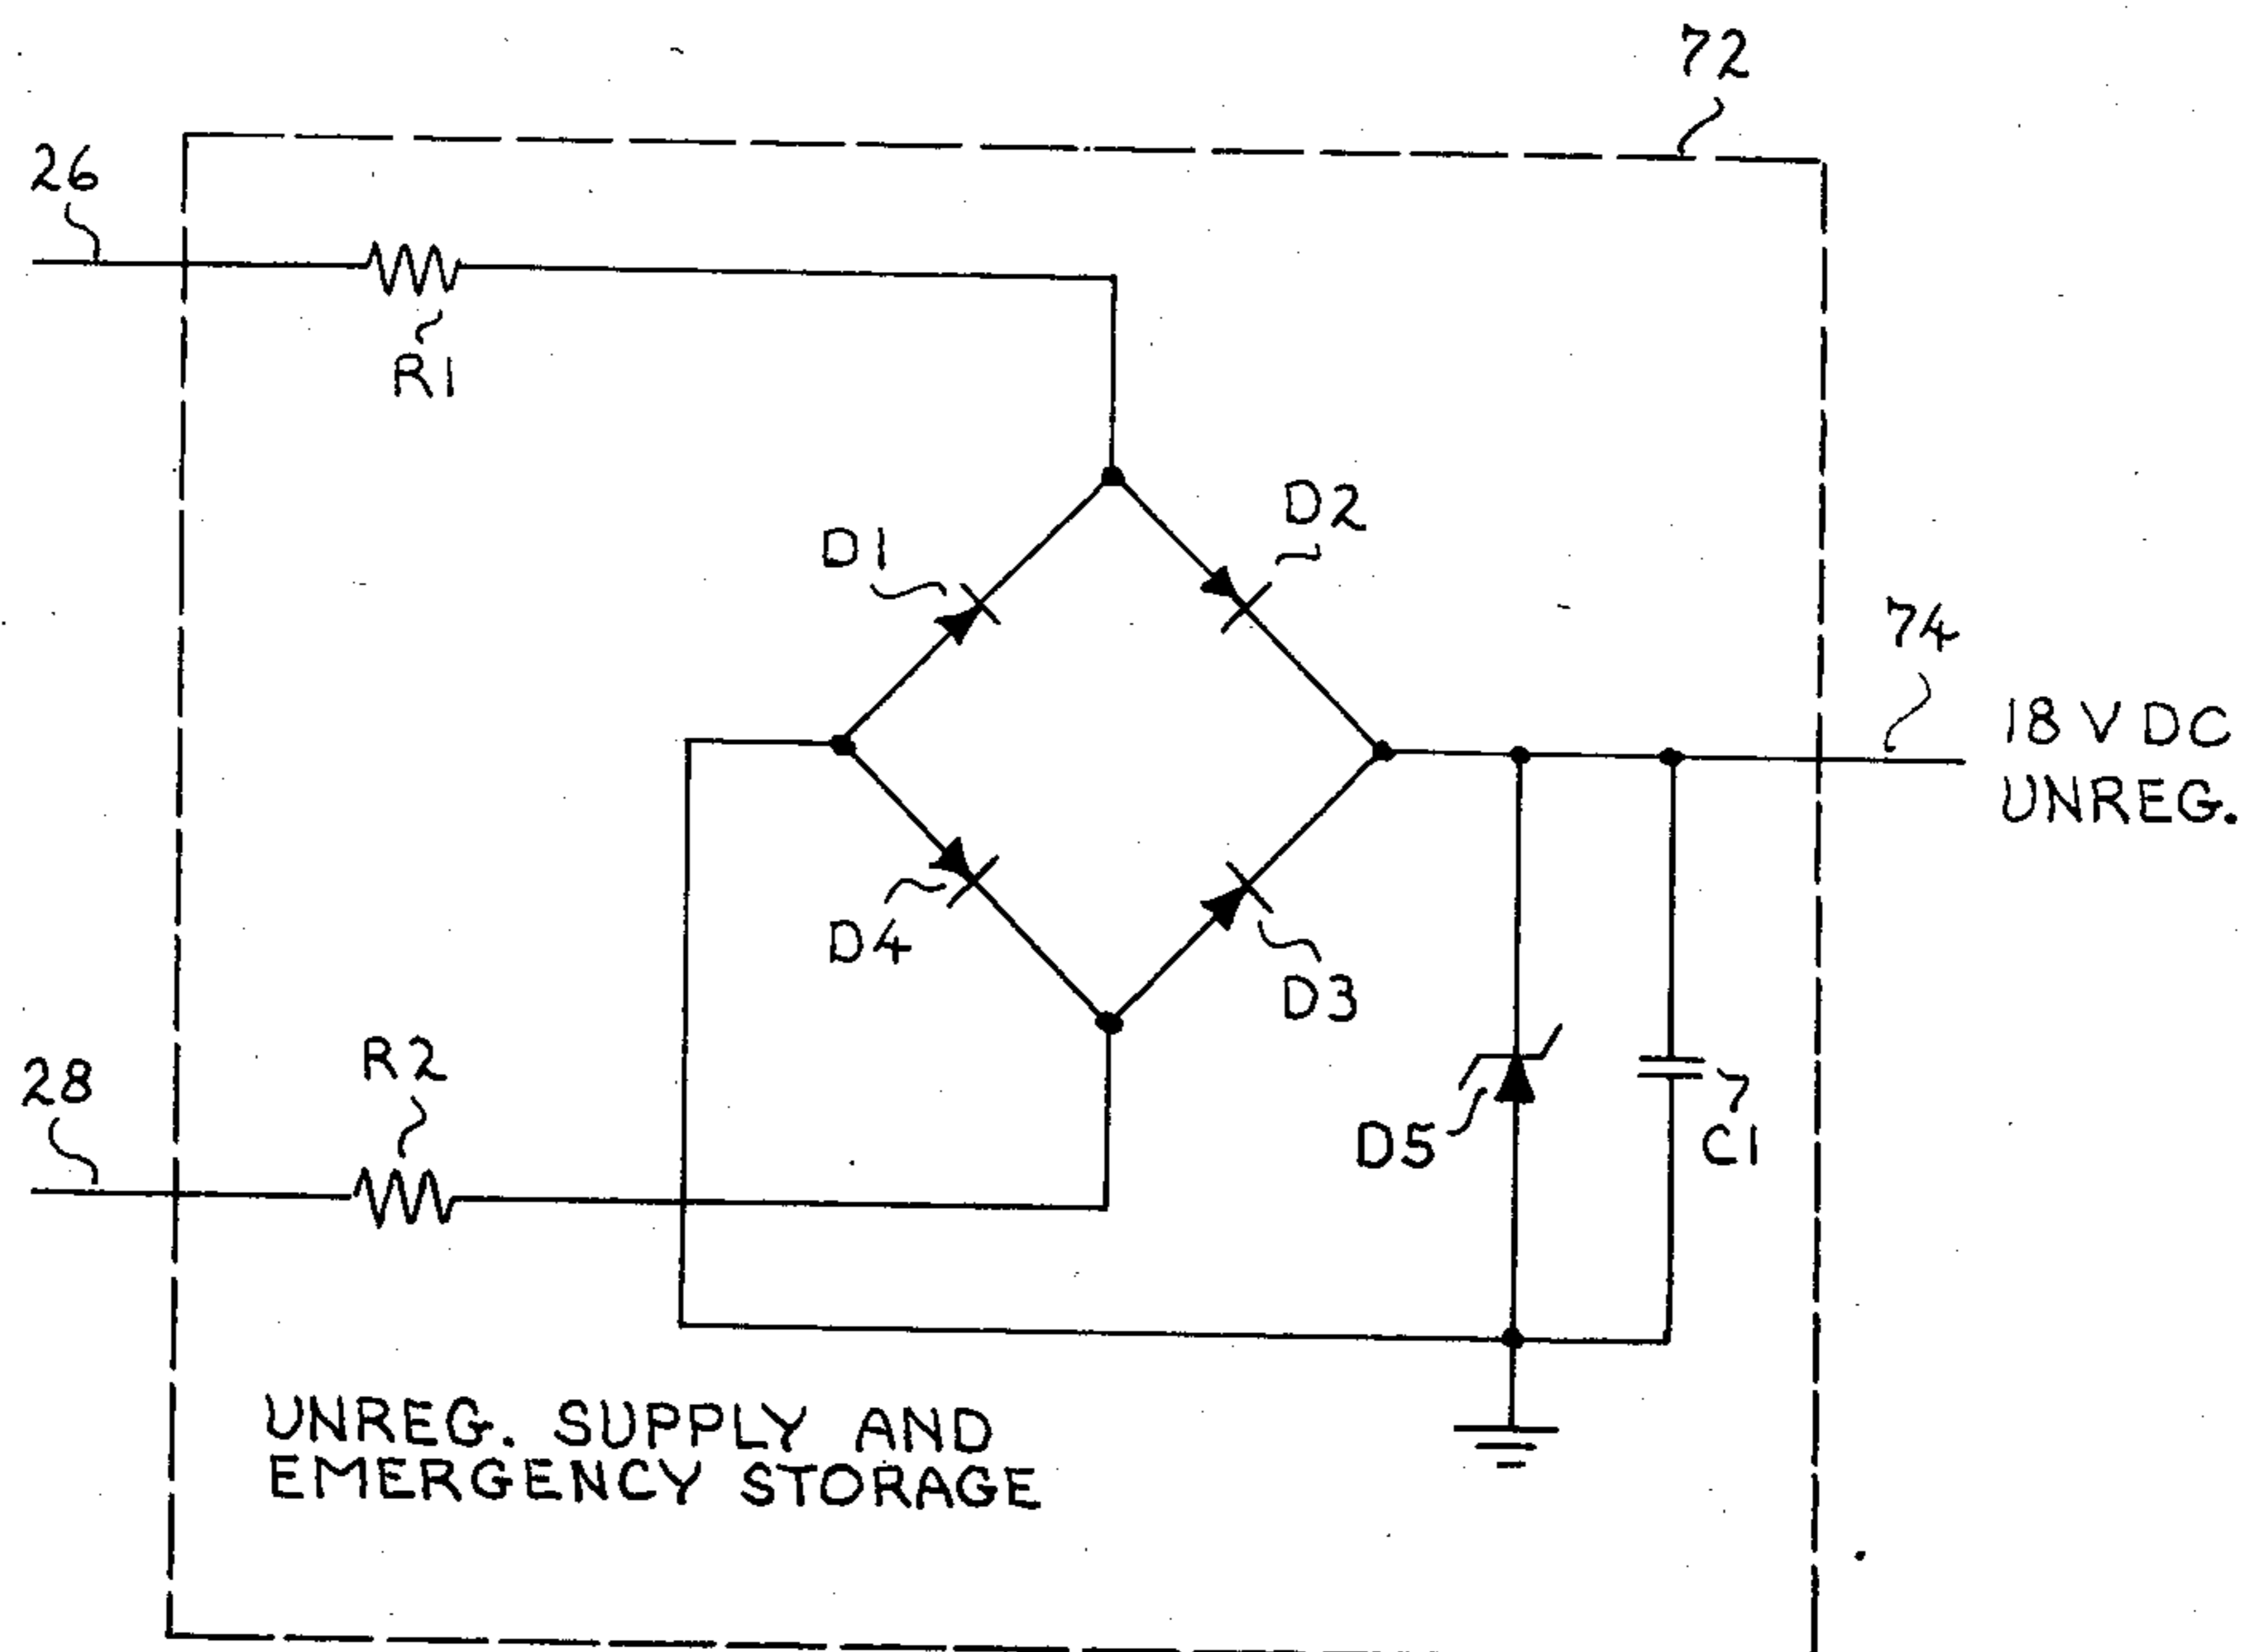 72
26
R1
D2
D1
74
18 V DC
UNREG.
D4
D3
R2
28
D5
C1
UNREG. SUPPLY AND
EMERGENCY STORAGE